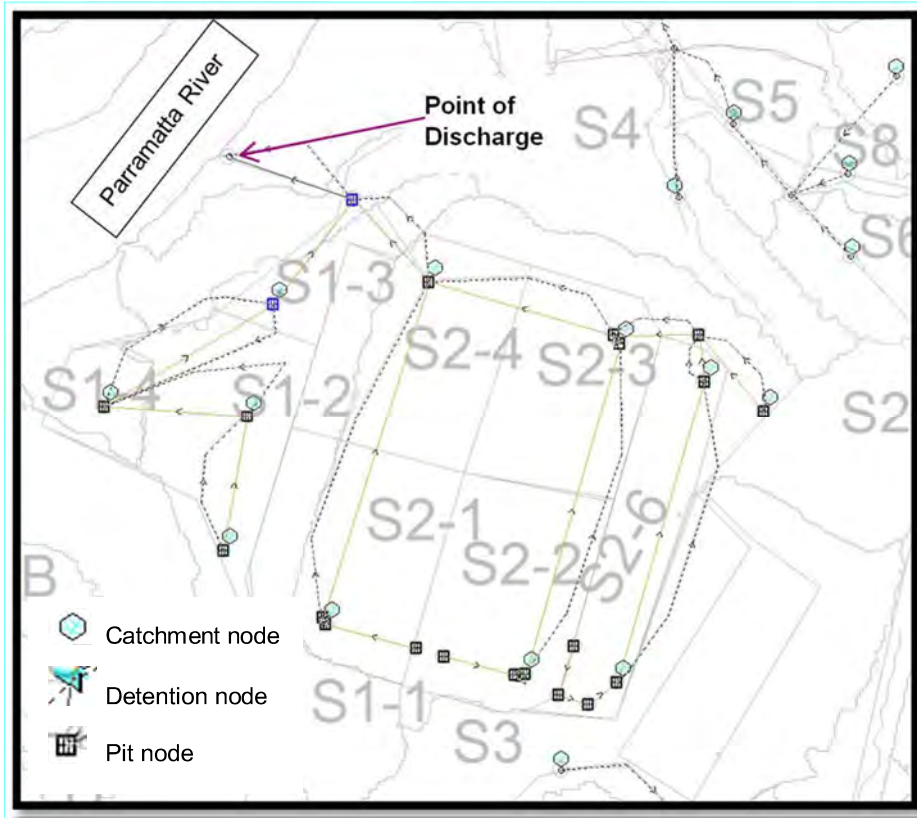 Parramatta River
Point of
Discharge
S4
S5
S8
S6
S1-3
S2-4
S2-3
S1-4
S1-2
S2
S2-1
S2-2
S2-6
B
Catchment node
Detention node
Pit node
S1-1
S3